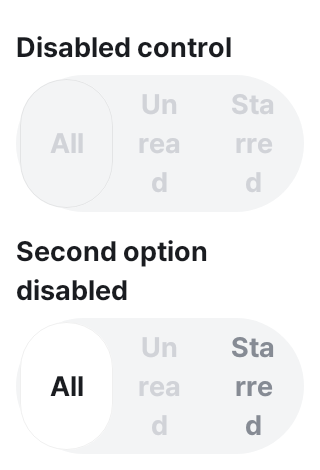 Disabled control
All
Un
rea
d
Sta
rre
d
Second option
disabled
All
Un
rea
d
Sta
rre
d